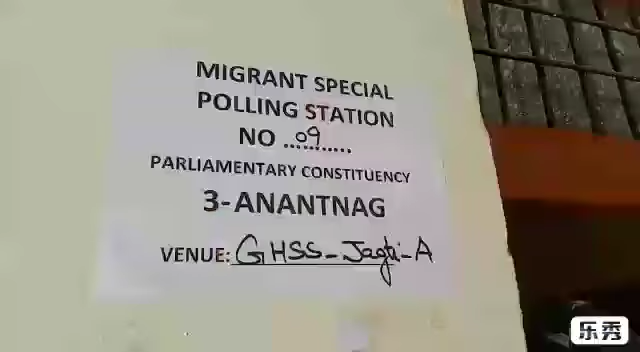 MIGRANT SPECIAL
POLLING STATION
NO ...09...
PARLIAMENTARY CONSTITUENCY
3-ANANTNAG
VENUE: GHSS-Jagti-A
乐秀